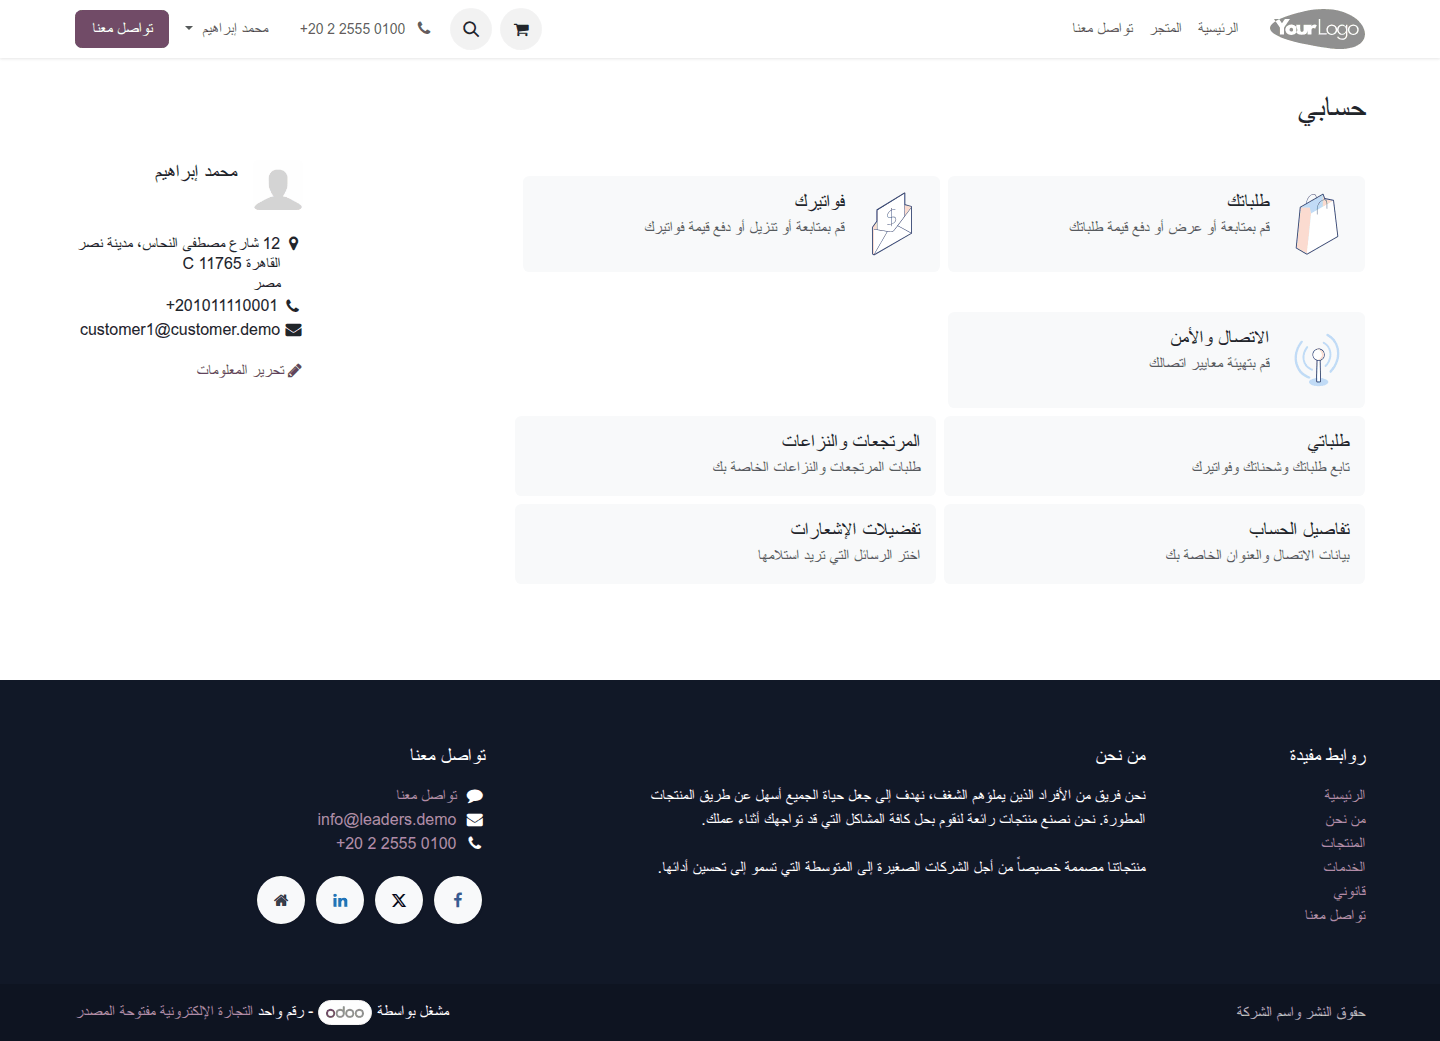 YourLogo
الرئيسية
المتجر
تواصل معنا
+20 2 2555 0100
محمد إبراهيم
تواصل معنا
حسابي
طلباتك
قم بمتابعة أو عرض أو دفع قيمة طلباتك
فواتيرك
قم بمتابعة أو تنزيل أو دفع قيمة فواتيرك
الاتصال والأمن
قم بتهيئة معايير اتصالك
طلباتي
تابع طلباتك وشحناتك وفواتيرك
المرتجعات والنزاعات
طلبات المرتجعات والنزاعات الخاصة بك
تفاصيل الحساب
بيانات الاتصال والعنوان الخاصة بك
تفضيلات الإشعارات
اختر الرسائل التي تريد استلامها
محمد إبراهيم
12 شارع مصطفى النحاس، مدينة نصر
القاهرة C 11765
مصر
+201011110001
customer1@customer.demo
تحرير المعلومات
روابط مفيدة
الرئيسية
من نحن
المنتجات
الخدمات
قانوني
تواصل معنا
من نحن
نحن فريق من الأفراد الذين يملؤهم الشغف، نهدف إلى جعل حياة الجميع أسهل عن طريق المنتجات
المطورة. نحن نصنع منتجات رائعة لنقوم بحل كافة المشاكل التي قد تواجهك أثناء عملك.
منتجاتنا مصممة خصيصاً من أجل الشركات الصغيرة إلى المتوسطة التي تسمو إلى تحسين أدائها.
تواصل معنا
تواصل معنا
info@leaders.demo
+20 2 2555 0100
حقوق النشر واسم الشركة
مشغل بواسطة odoo - رقم واحد التجارة الإلكترونية مفتوحة المصدر